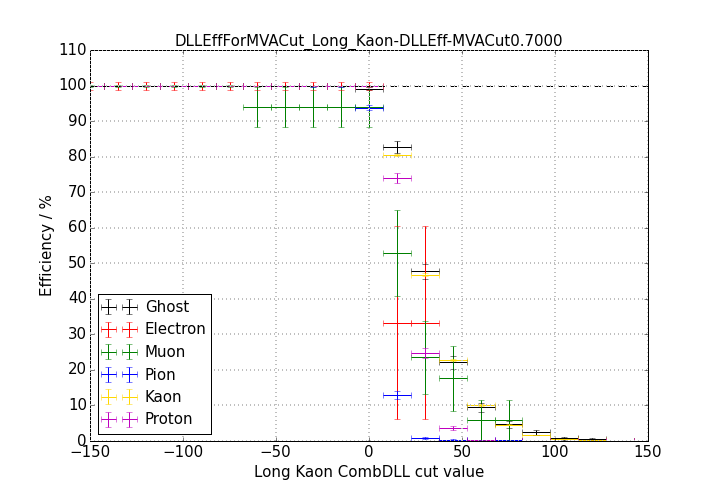 DLLEffForMVACut_Long_Kaon-DLLEff-MVACut0.7000
110
100
90
80
70
60
50
40
30
20
10
0
Efficiency / %
Ghost
Electron
Muon
Pion
Kaon
Proton
−150 −100 −50 0 50 100 150
Long Kaon CombDLL cut value